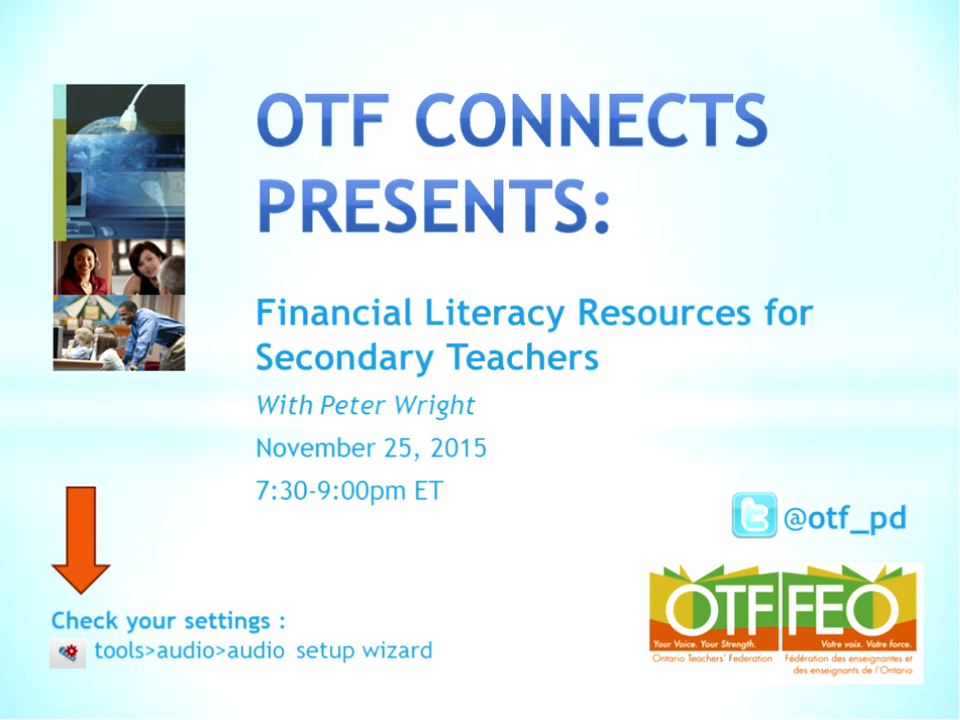 OTF CONNECTS
PRESENTS:
Financial Literacy Resources for
Secondary Teachers
With Peter Wright
November 25, 2015
7:30-9:00pm ET
@otf_pd
Check your settings :
tools>audio>audio setup wizard
OTF FEO
Your Voice. Your Strength. Votre voix. Votre force.
Ontario Teachers' Federation Fédération des enseignantes et
des enseignants de l'Ontario